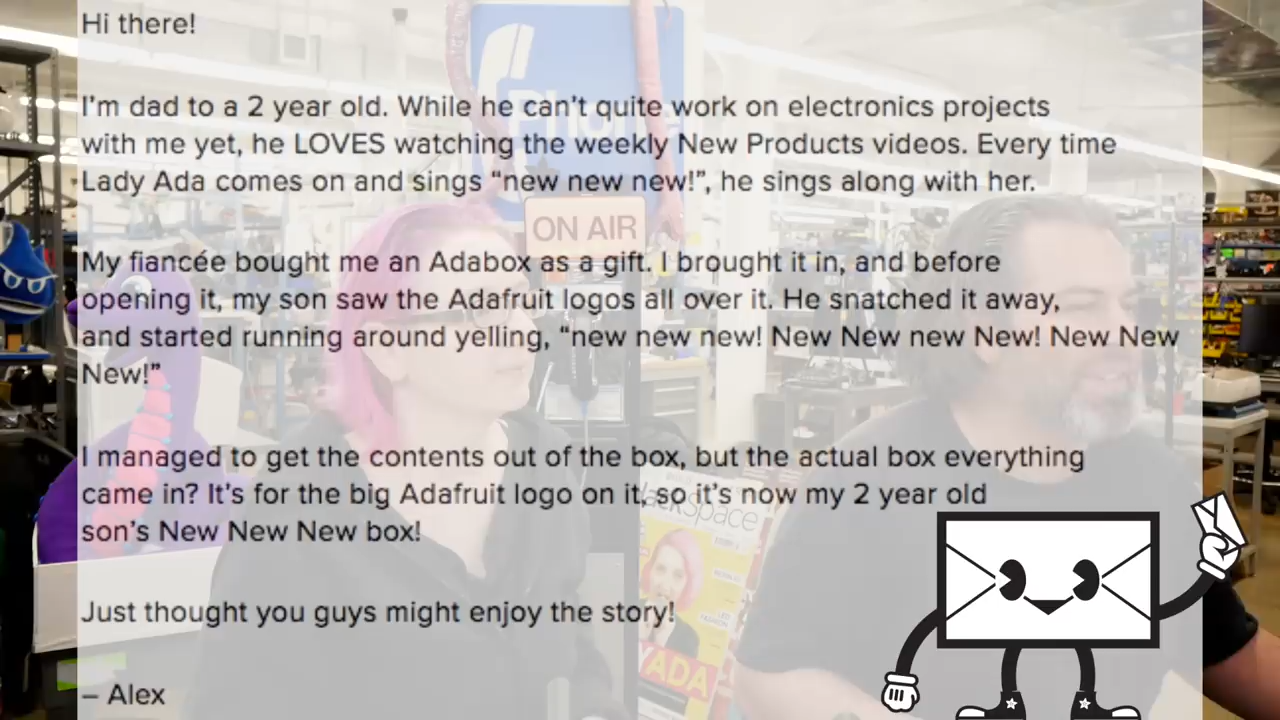 Hi there!
I'm dad to a 2 year old. While he can't quite work on electronics projects
with me yet, he LOVES watching the weekly New Products videos. Every time
Lady Ada comes on and sings “new new new!”, he sings along with her.
My fiancée bought me an Adabox as a gift. I brought it in, and before
opening it, my son saw the Adafruit logos all over it. He snatched it away,
and started running around yelling, “new new new! New New new New! New New
New!”
I managed to get the contents out of the box, but the actual box everything
came in? It's for the big Adafruit logo on it, so it's now my 2 year old
son's New New New box!
Just thought you guys might enjoy the story!
– Alex
Phone
ON AIR
HackSpace